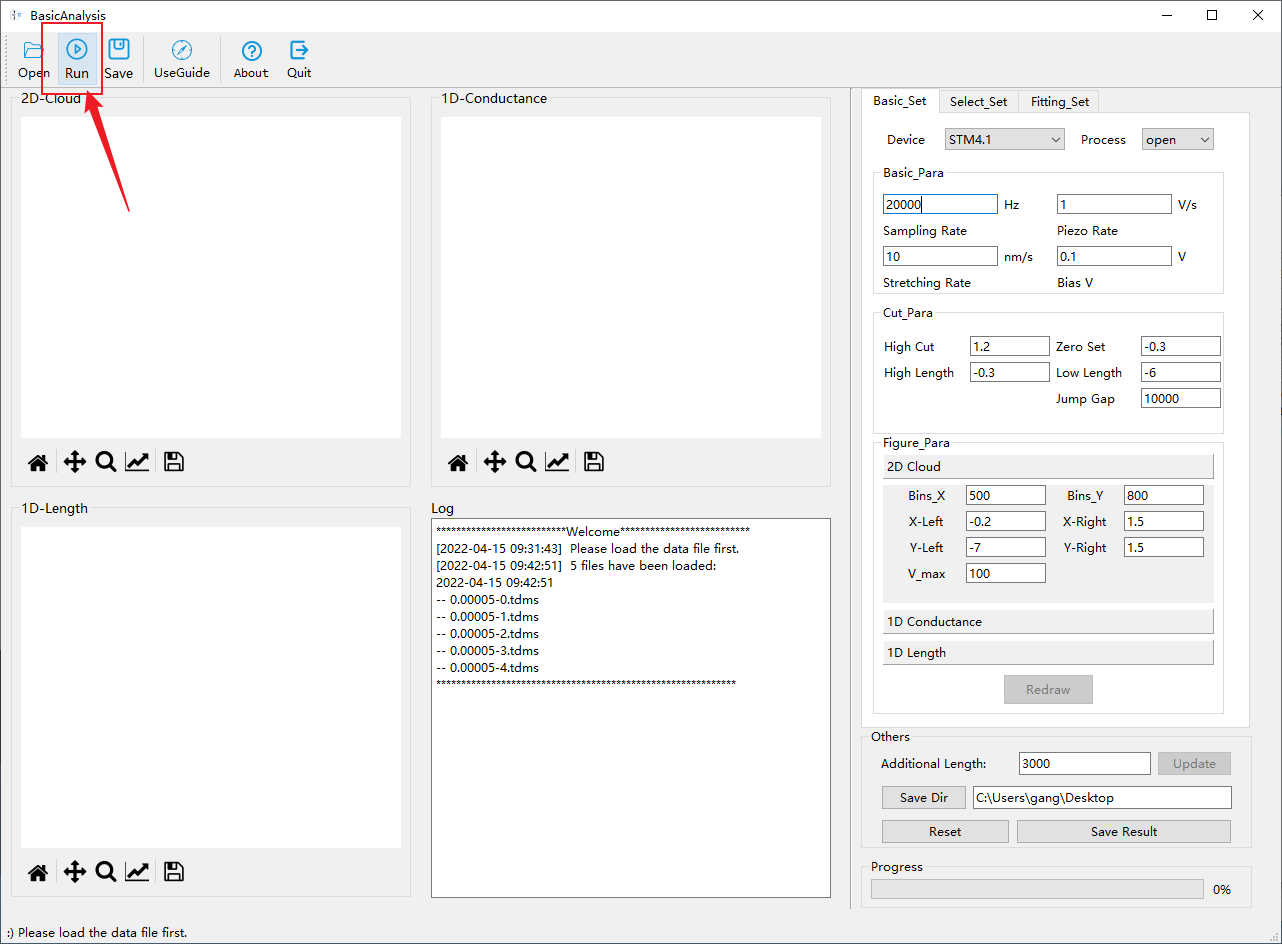 BasicAnalysis
Open Run Save UseGuide About Quit
2D-Cloud
1D-Conductance
1D-Length
Log
**************************Welcome**************************
[2022-04-15 09:31:43] Please load the data file first.
[2022-04-15 09:42:51] 5 files have been loaded:
2022-04-15 09:42:51
-- 0.00005-0.tdms
-- 0.00005-1.tdms
-- 0.00005-2.tdms
-- 0.00005-3.tdms
-- 0.00005-4.tdms
************************************************************
Basic_Set Select_Set Fitting_Set
Device STM4.1 Process open
Basic_Para
20000 Hz 1 V/s
Sampling Rate Piezo Rate
10 nm/s 0.1 V
Stretching Rate Bias V
Cut_Para
High Cut 1.2 Zero Set -0.3
High Length -0.3 Low Length -6
Jump Gap 10000
Figure_Para
2D Cloud
Bins_X 500 Bins_Y 800
X-Left -0.2 X-Right 1.5
Y-Left -7 Y-Right 1.5
V_max 100
1D Conductance
1D Length
Redraw
Others
Additional Length: 3000 Update
Save Dir C:\Users\gang\Desktop
Reset Save Result
Progress
0%
:) Please load the data file first.